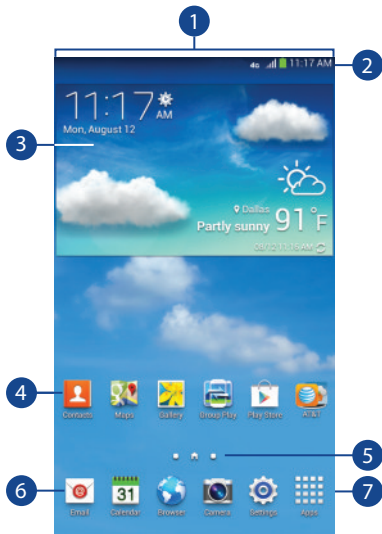 1
4G 11:17 AM 2
11:17 AM
Mon, August 12
3
Dallas
Partly sunny 91°F
08/12 11:16 AM
4 Contacts Maps Gallery Group Play Play Store AT&T
5
6 7
31
Email Calendar Browser Camera Settings Apps